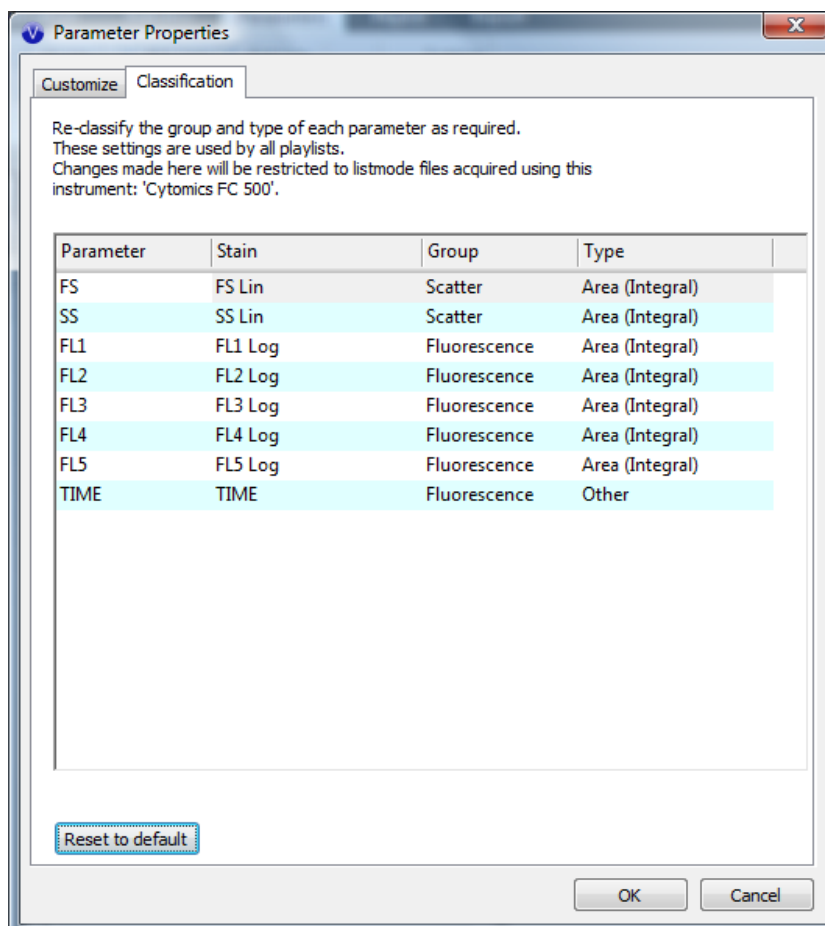 V Parameter Properties
Customize Classification
Re-classify the group and type of each parameter as required.
These settings are used by all playlists.
Changes made here will be restricted to listmode files acquired using this
instrument: 'Cytomics FC 500'.
Parameter Stain Group Type
FS FS Lin Scatter Area (Integral)
SS SS Lin Scatter Area (Integral)
FL1 FL1 Log Fluorescence Area (Integral)
FL2 FL2 Log Fluorescence Area (Integral)
FL3 FL3 Log Fluorescence Area (Integral)
FL4 FL4 Log Fluorescence Area (Integral)
FL5 FL5 Log Fluorescence Area (Integral)
TIME TIME Fluorescence Other
Reset to default
OK Cancel